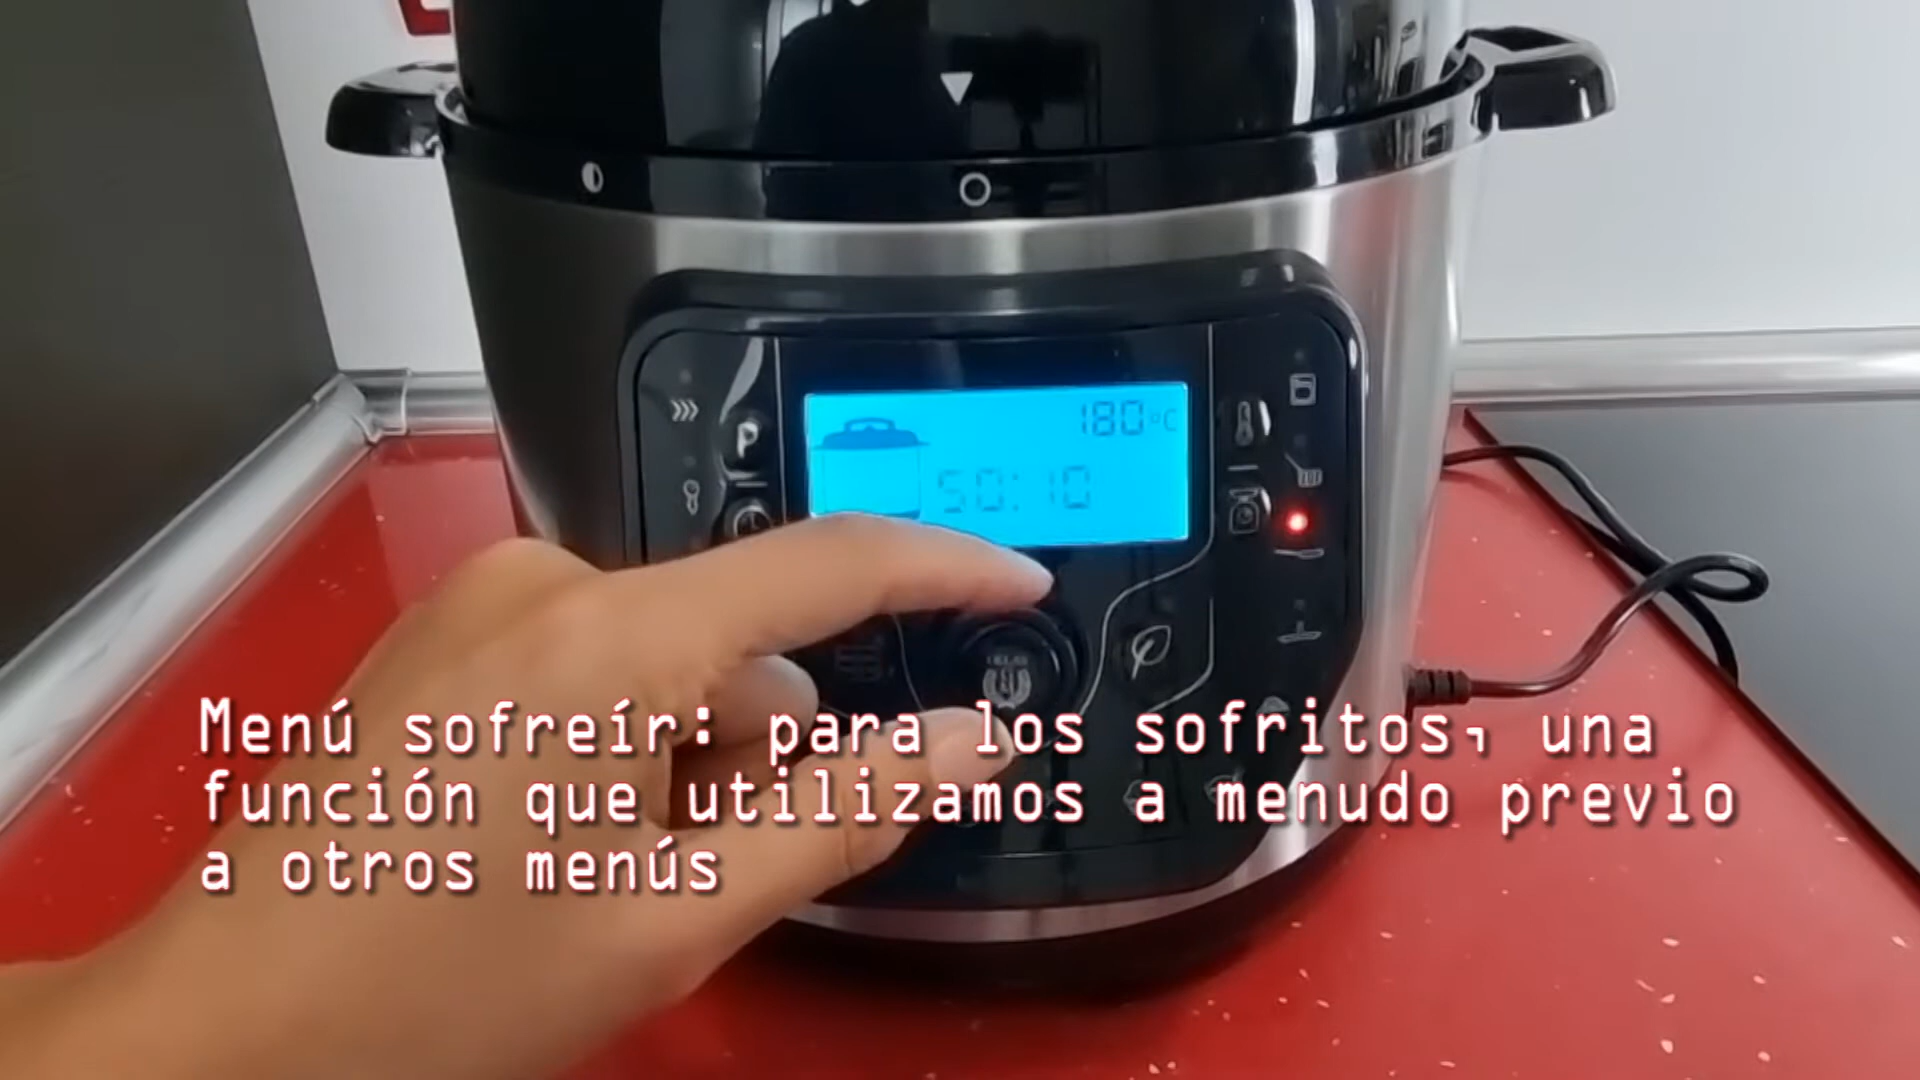 180°C
P
50:10
Menú sofreír: para los sofritos, una
función que utilizamos a menudo previo
a otros menús